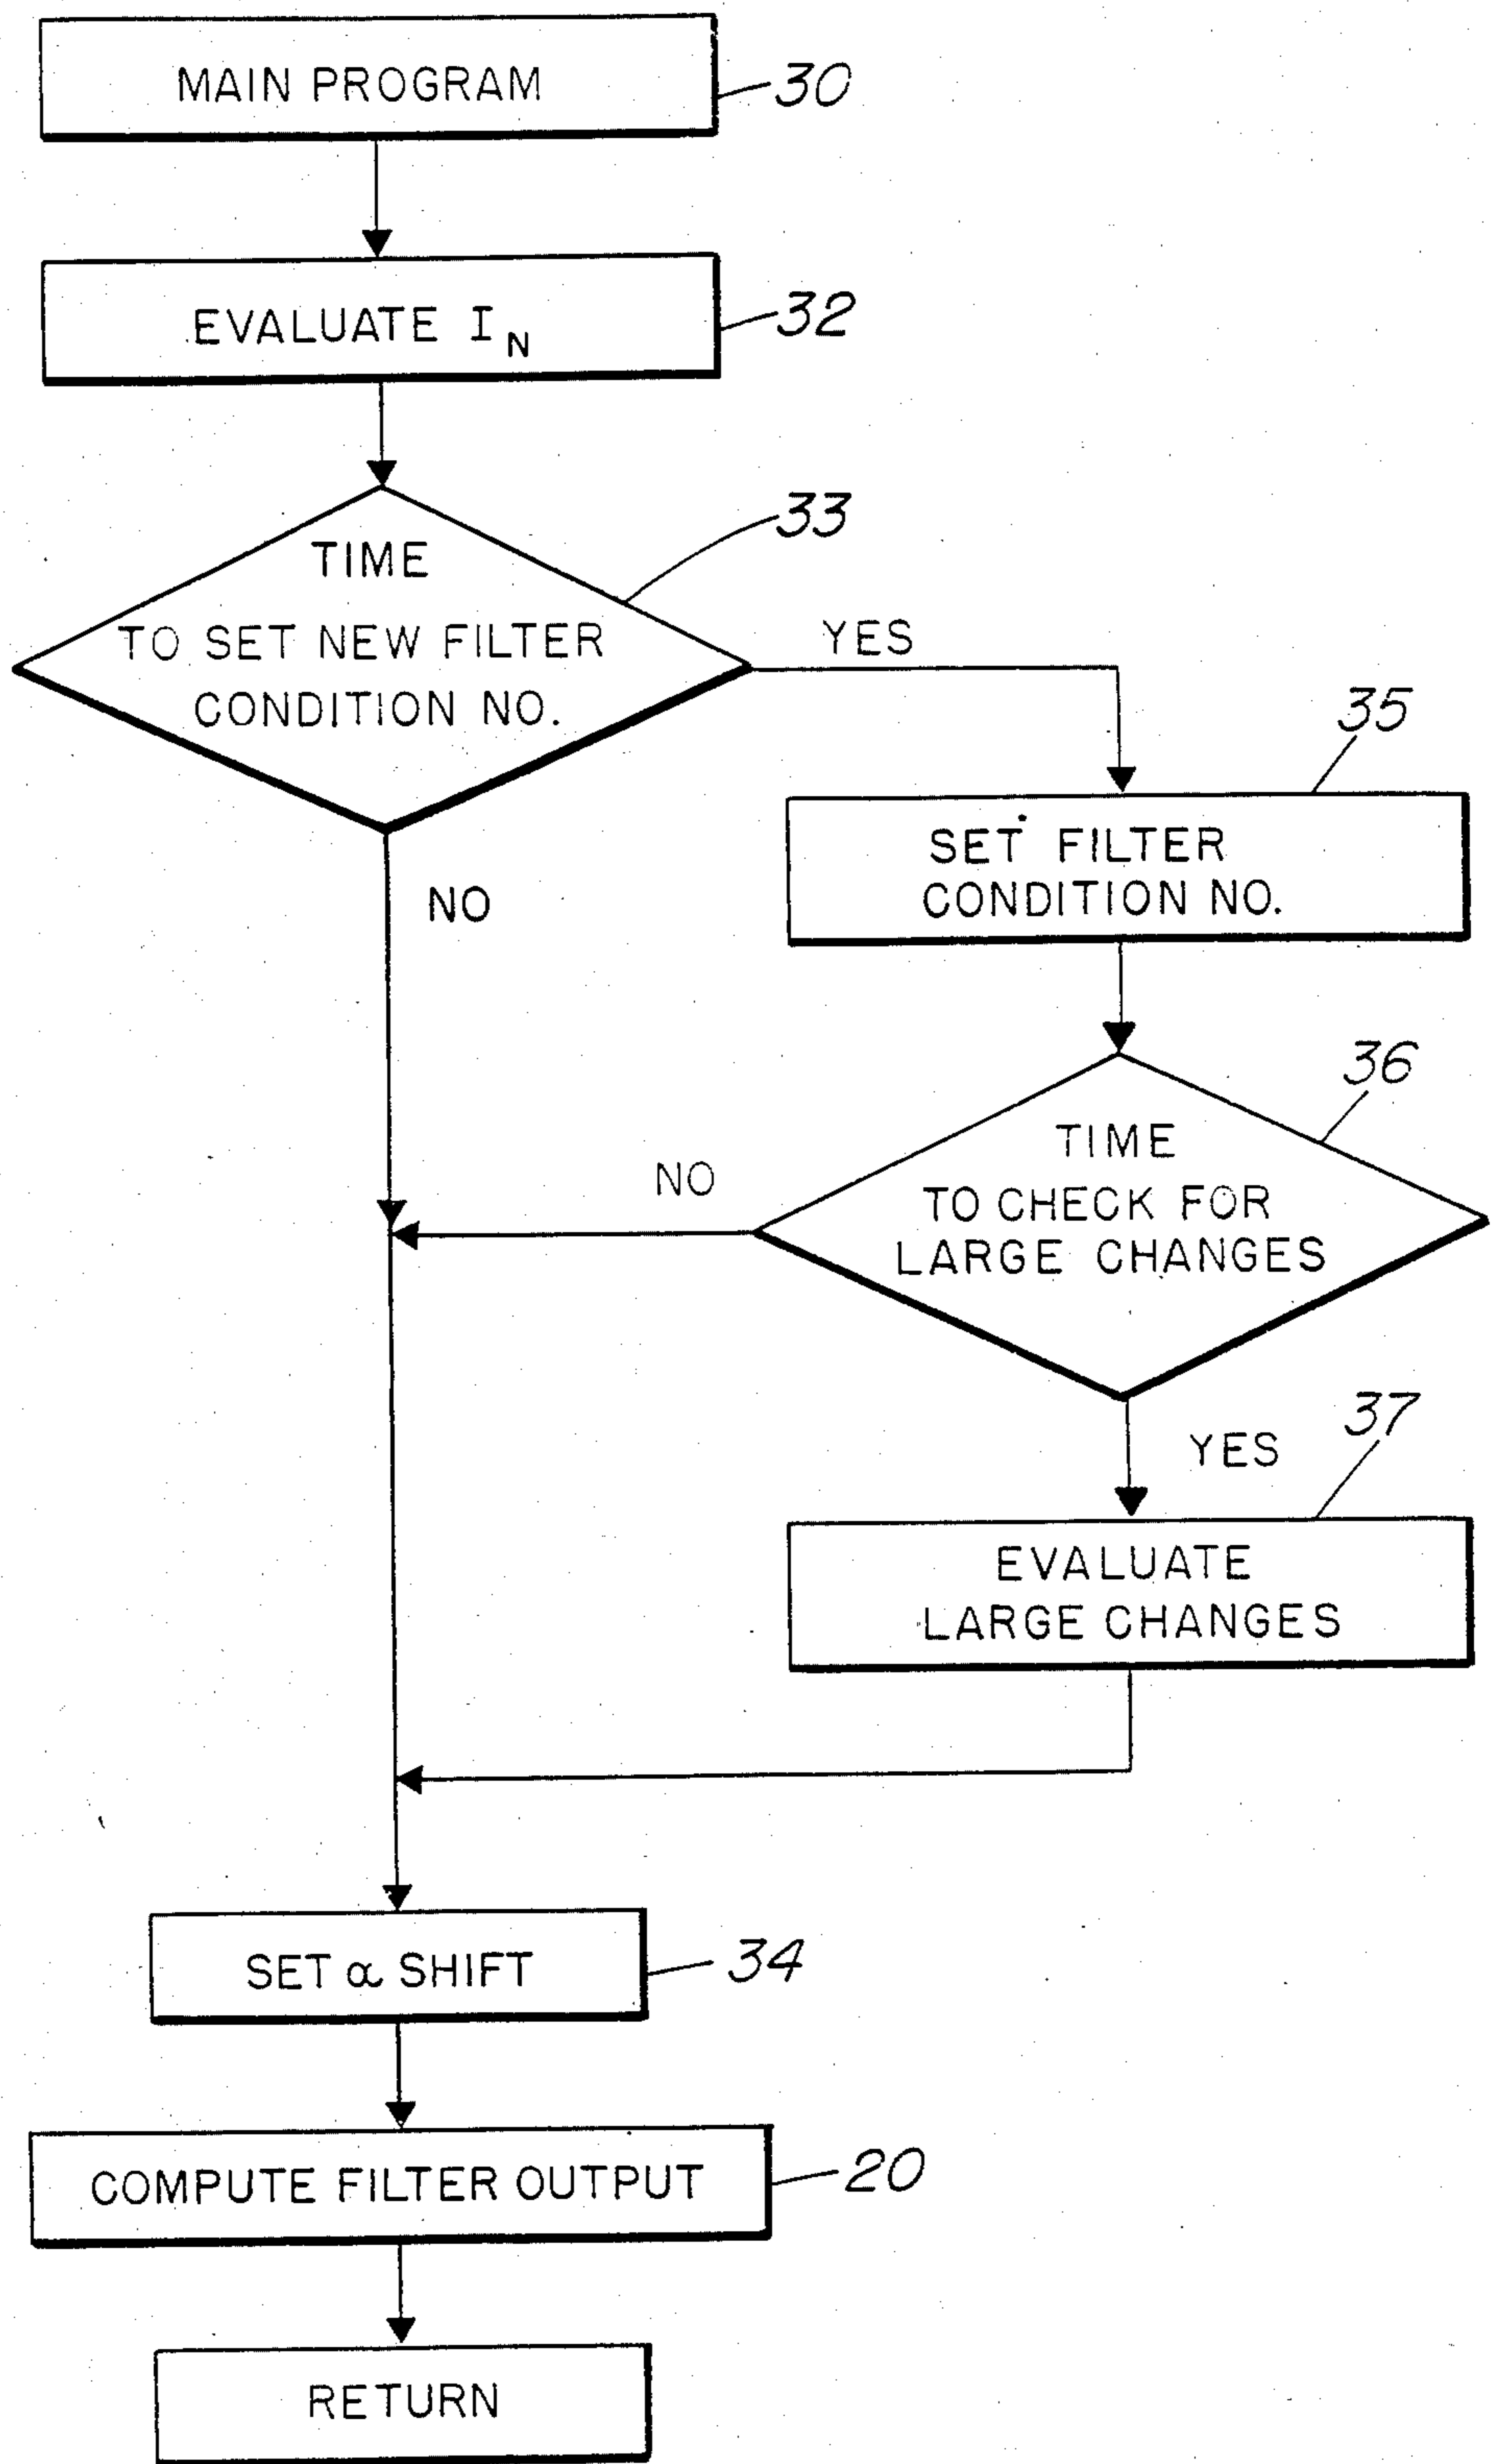 MAIN PROGRAM
30
EVALUATE I_N
32
33
TIME
TO SET NEW FILTER
CONDITION NO.
YES
NO
35
SET FILTER
CONDITION NO.
36
TIME
TO CHECK FOR
LARGE CHANGES
NO
YES
37
EVALUATE
LARGE CHANGES
SET α SHIFT
34
COMPUTE FILTER OUTPUT
20
RETURN